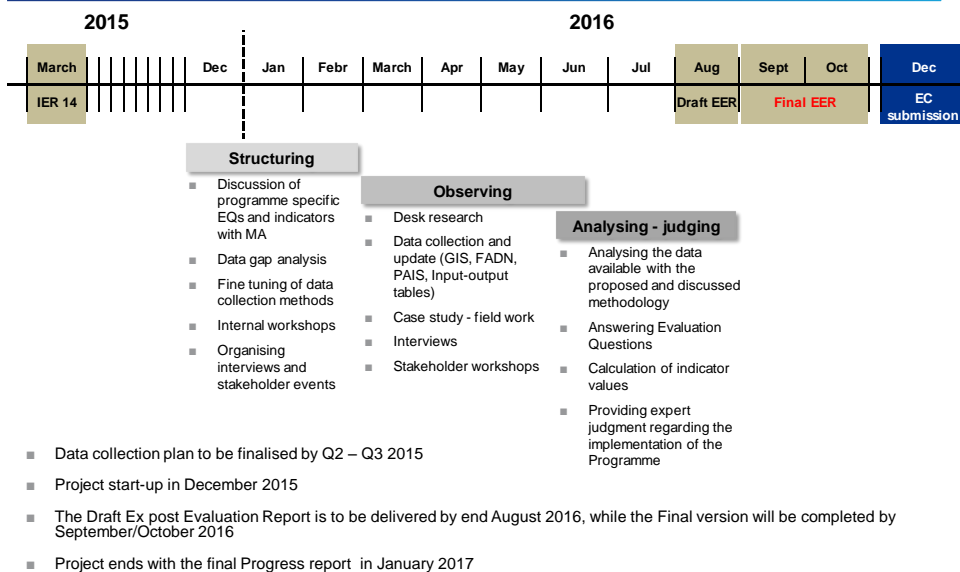 2015
2016
March
Dec
Jan
Febr
March
Apr
May
Jun
Jul
Aug
Sept
Oct
Dec
IER 14
Draft EER
Final EER
EC
submission
Structuring
■ Discussion of
programme specific
EQs and indicators
with MA
■ Data gap analysis
■ Fine tuning of data
collection methods
■ Internal workshops
■ Organising
interviews and
stakeholder events
Observing
■ Desk research
■ Data collection and
update (GIS, FADN,
PAIS, Input-output
tables)
■ Case study - field work
■ Interviews
■ Stakeholder workshops
Analysing - judging
■ Analysing the data
available with the
proposed and discussed
methodology
■ Answering Evaluation
Questions
■ Calculation of indicator
values
■ Providing expert
judgment regarding the
implementation of the
Programme
■ Data collection plan to be finalised by Q2 – Q3 2015
■ Project start-up in December 2015
■ The Draft Ex post Evaluation Report is to be delivered by end August 2016, while the Final version will be completed by
September/October 2016
■ Project ends with the final Progress report in January 2017